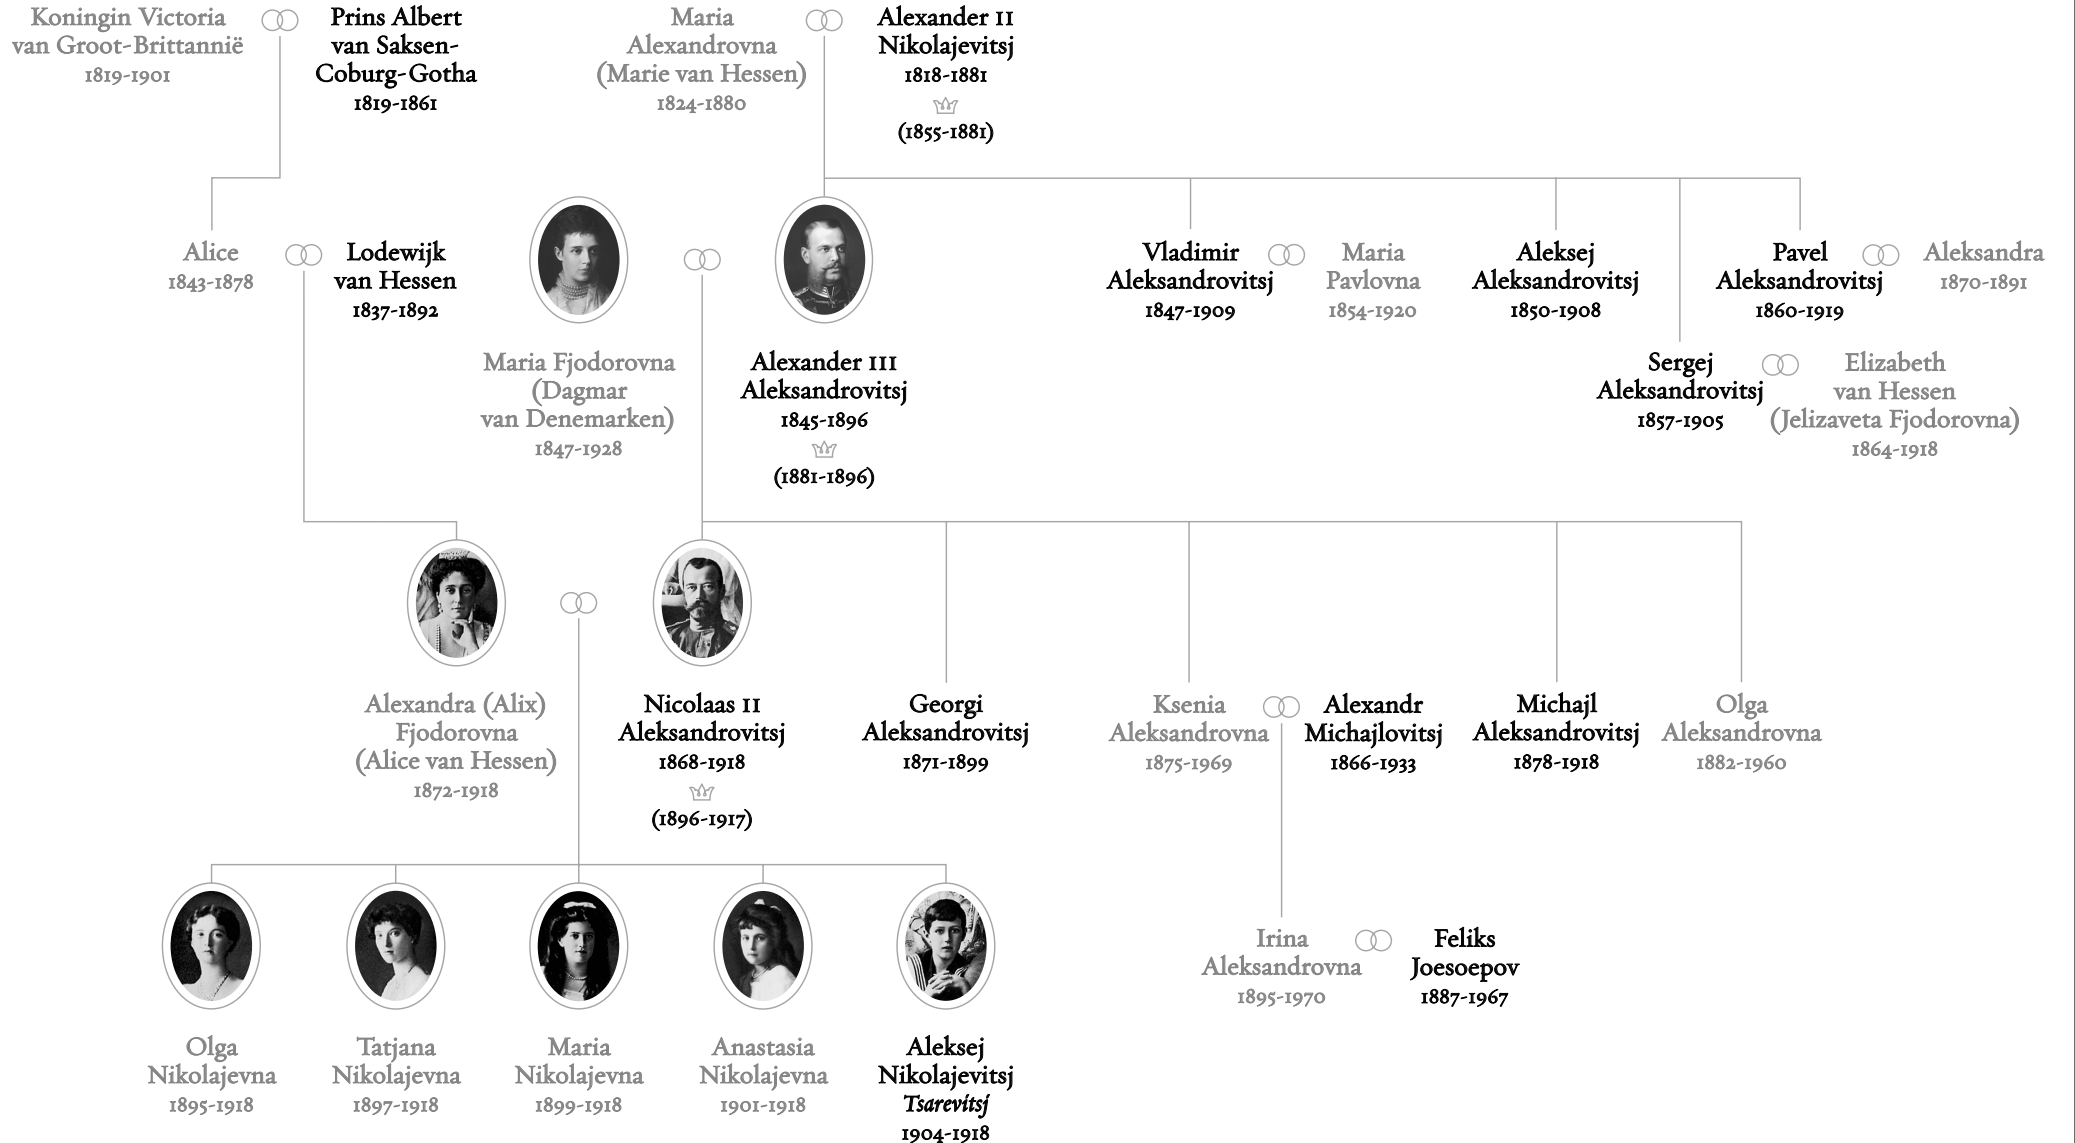 Koningin Victoria
van Groot-Brittannië
1819-1901
Prins Albert
van Saksen-
Coburg-Gotha
1819-1861
Maria
Alexandrovna
(Marie van Hessen)
1824-1880
Alexander II
Nikolajevitsj
1818-1881
(1855-1881)
Alice
1843-1878
Lodewijk
van Hessen
1837-1892
Maria Fjodorovna
(Dagmar
van Denemarken)
1847-1928
Alexander III
Aleksandrovitsj
1845-1896
(1881-1896)
Vladimir
Aleksandrovitsj
1847-1909
Maria
Pavlovna
1854-1920
Aleksej
Aleksandrovitsj
1850-1908
Sergej
Aleksandrovitsj
1857-1905
Elizabeth
van Hessen
(Jelizaveta Fjodorovna)
1864-1918
Pavel
Aleksandrovitsj
1860-1919
Aleksandra
1870-1891
Alexandra (Alix)
Fjodorovna
(Alice van Hessen)
1872-1918
Nicolaas II
Aleksandrovitsj
1868-1918
(1896-1917)
Georgi
Aleksandrovitsj
1871-1899
Ksenia
Aleksandrovna
1875-1969
Alexandr
Michajlovitsj
1866-1933
Michajl
Aleksandrovitsj
1878-1918
Olga
Aleksandrovna
1882-1960
Irina
Aleksandrovna
1895-1970
Feliks
Joesoepov
1887-1967
Olga
Nikolajevna
1895-1918
Tatjana
Nikolajevna
1897-1918
Maria
Nikolajevna
1899-1918
Anastasia
Nikolajevna
1901-1918
Aleksej
Nikolajevitsj
Tsarevitsj
1904-1918